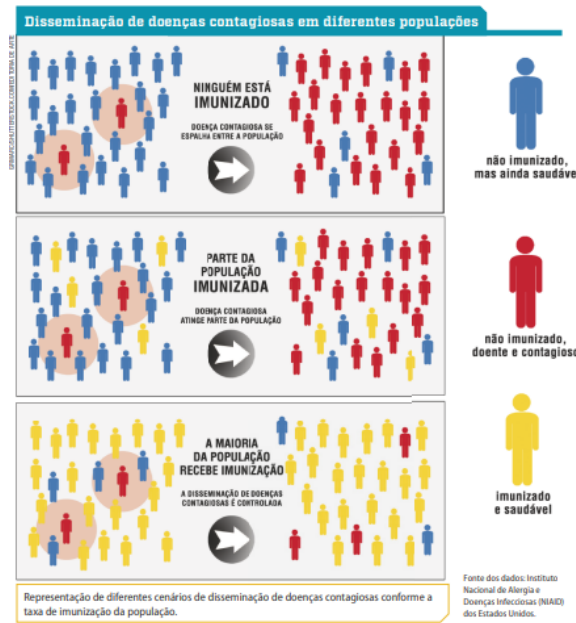 Disseminação de doenças contagiosas em diferentes populações
NINGUÉM ESTÁ
IMUNIZADO
DOENÇA CONTAGIOSA SE
ESPALHA ENTRE A POPULAÇÃO
não imunizado,
mas ainda saudável
PARTE DA
POPULAÇÃO
IMUNIZADA
DOENÇA CONTAGIOSA
ATINGE PARTE DA POPULAÇÃO
não imunizado,
doente e contagioso
A MAIORIA
DA POPULAÇÃO
RECEBE IMUNIZAÇÃO
A DISSEMINAÇÃO DE DOENÇAS
CONTAGIOSAS É CONTROLADA
imunizado
e saudável
Representação de diferentes cenários de disseminação de doenças contagiosas conforme a
taxa de imunização da população.
Fonte dos dados: Instituto
Nacional de Alergia e
Doenças Infecciosas (NIAID)
dos Estados Unidos.